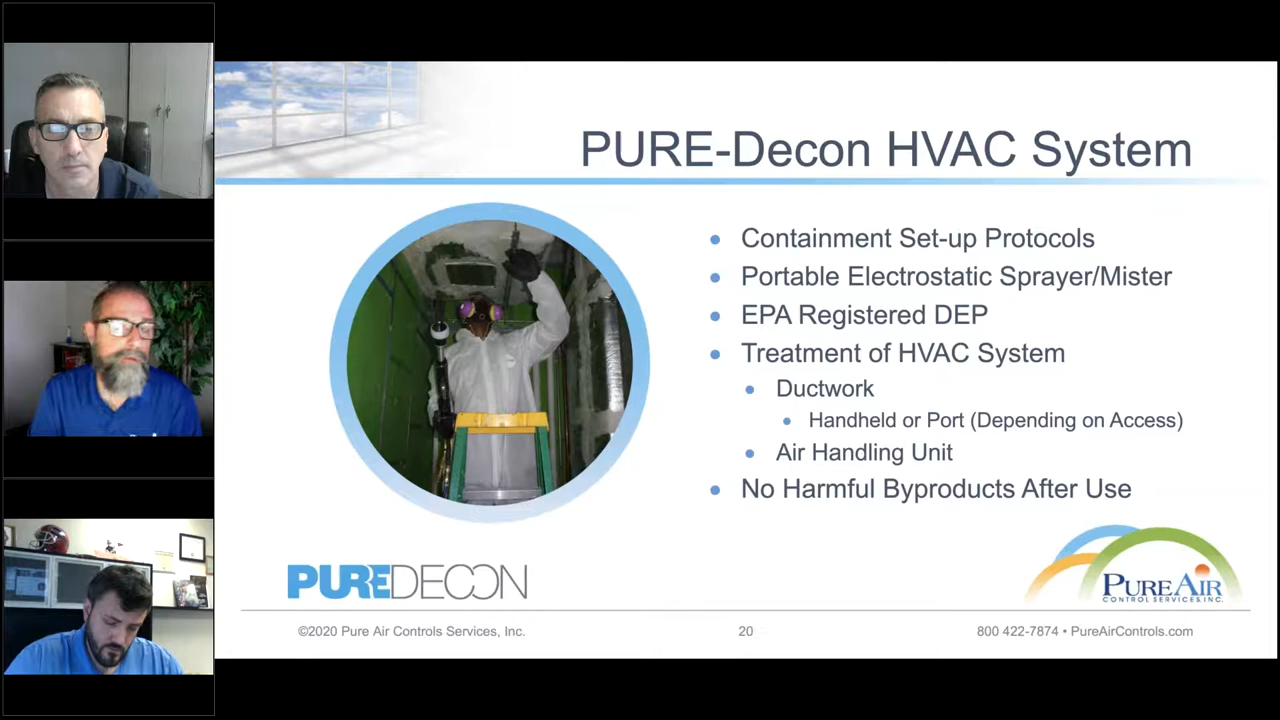 PURE-Decon HVAC System
Containment Set-up Protocols
Portable Electrostatic Sprayer/Mister
EPA Registered DEP
Treatment of HVAC System
Ductwork
Handheld or Port (Depending on Access)
Air Handling Unit
No Harmful Byproducts After Use
PUREDECON
PURE AIR
CONTROL SERVICES, INC.
©2020 Pure Air Controls Services, Inc.
20
800 422-7874 • PureAirControls.com